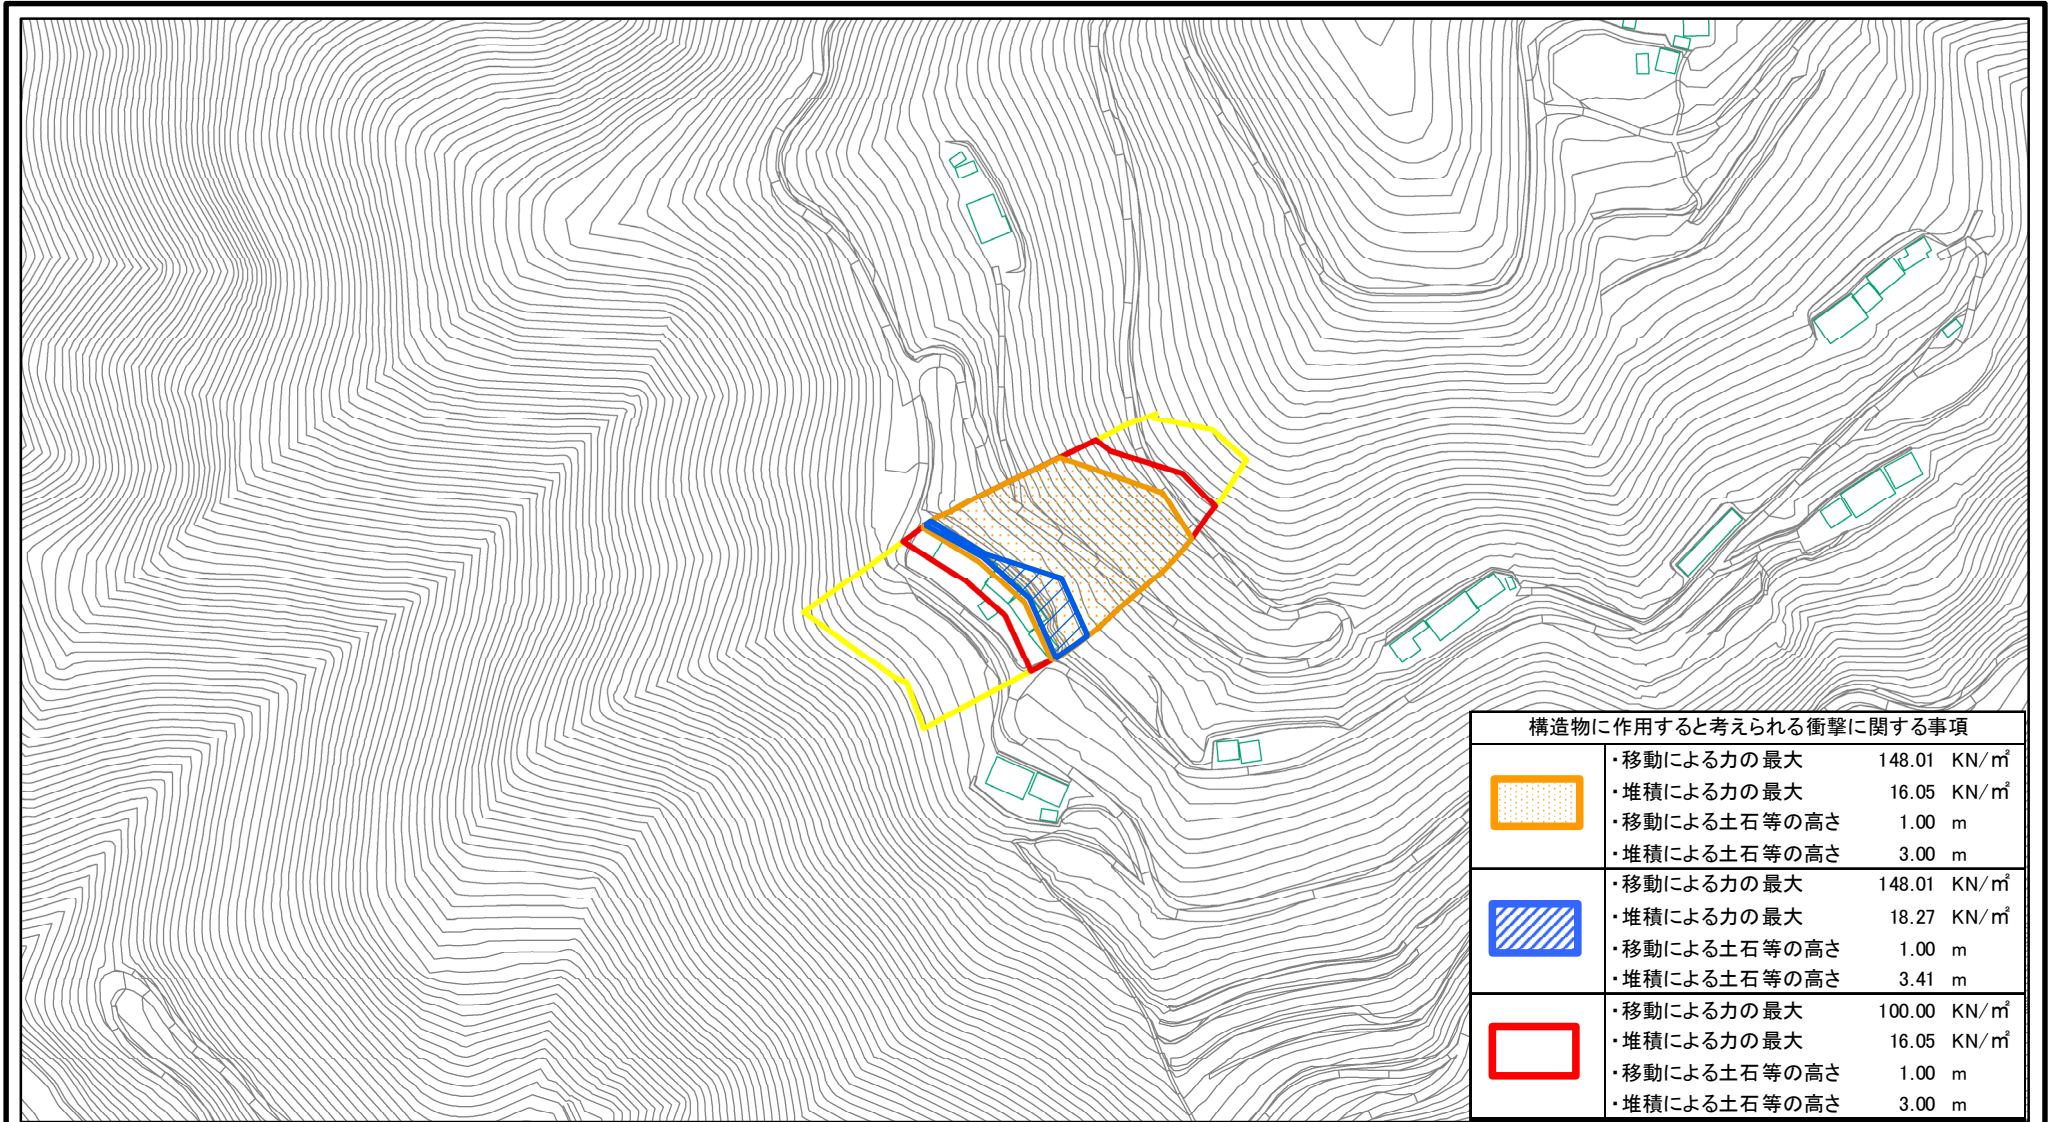 構造物に作用すると考えられる衝撃に関する事項
・移動による力の最大 148.01 KN/㎡
・堆積による力の最大 16.05 KN/㎡
・移動による土石等の高さ 1.00 m
・堆積による土石等の高さ 3.00 m
・移動による力の最大 148.01 KN/㎡
・堆積による力の最大 18.27 KN/㎡
・移動による土石等の高さ 1.00 m
・堆積による土石等の高さ 3.41 m
・移動による力の最大 100.00 KN/㎡
・堆積による力の最大 16.05 KN/㎡
・移動による土石等の高さ 1.00 m
・堆積による土石等の高さ 3.00 m